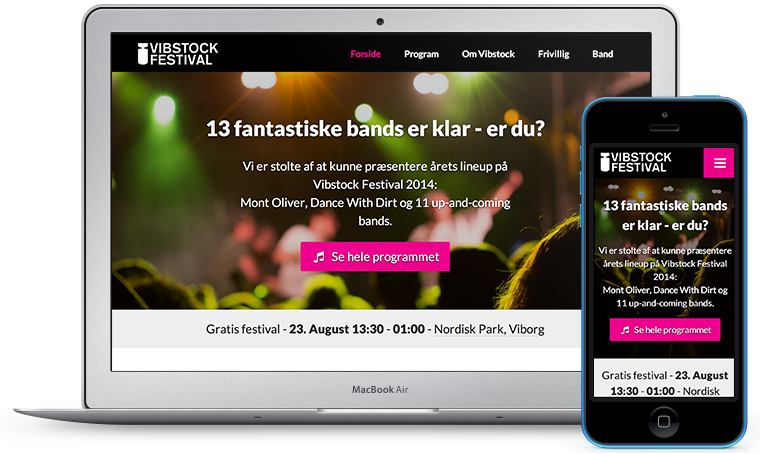 VIBSTOCK
FESTIVAL
Forside Program Om Vibstock Frivillig Band
13 fantastiske bands er klar - er du?
Vi er stolte af at kunne præsentere årets lineup på
Vibstock Festival 2014:
Mont Oliver, Dance With Dirt og 11 up-and-coming
bands.
Se hele programmet
Gratis festival - 23. August 13:30 - 01:00 - Nordisk Park, Viborg
MacBook Air
VIBSTOCK
FESTIVAL
13 fantastiske bands
er klar - er du?
Vi er stolte af at kunne præsentere
årets lineup på Vibstock Festival
2014:
Mont Oliver, Dance With Dirt og
11 up-and-coming bands.
Se hele programmet
Gratis festival - 23. August
13:30 - 01:00 - Nordisk